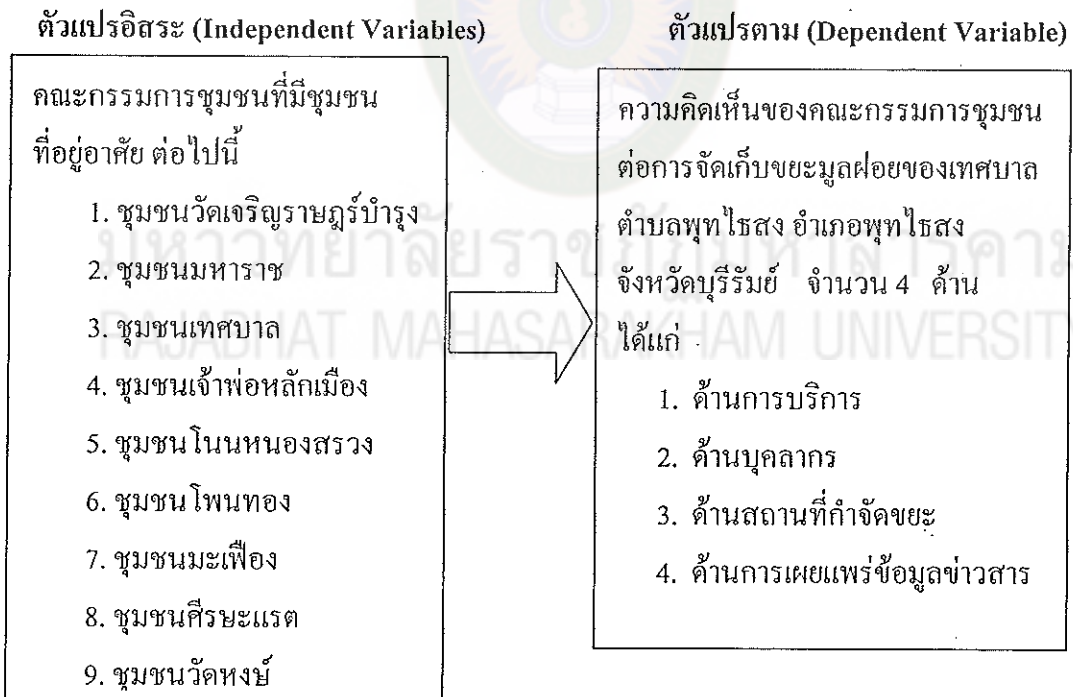 ตัวแปรอิสระ (Independent Variables)
คณะกรรมการชุมชนที่มีชุมชน
ที่อยู่อาศัย ต่อไปนี้
1. ชุมชนวัดเจริญราษฎร์บำรุง
2. ชุมชนมหาราช
3. ชุมชนเทศบาล
4. ชุมชนเจ้าพ่อหลักเมือง
5. ชุมชนโนนหนองสรวง
6. ชุมชนโพนทอง
7. ชุมชนมะเฟือง
8. ชุมชนศีรษะแรต
9. ชุมชนวัดหงษ์
ตัวแปรตาม (Dependent Variable)
ความคิดเห็นของคณะกรรมการชุมชน
ต่อการจัดเก็บขยะมูลฝอยของเทศบาล
ตำบลพุทไธสง อำเภอพุทไธสง
จังหวัดบุรีรัมย์ จำนวน 4 ด้าน
ได้แก่
1. ด้านการบริการ
2. ด้านบุคลากร
3. ด้านสถานที่กำจัดขยะ
4. ด้านการเผยแพร่ข้อมูลข่าวสาร
มหาวิทยาลัยราชภัฏมหาสารคาม
RAJABHAT MAHASARAKHAM UNIVERSIT